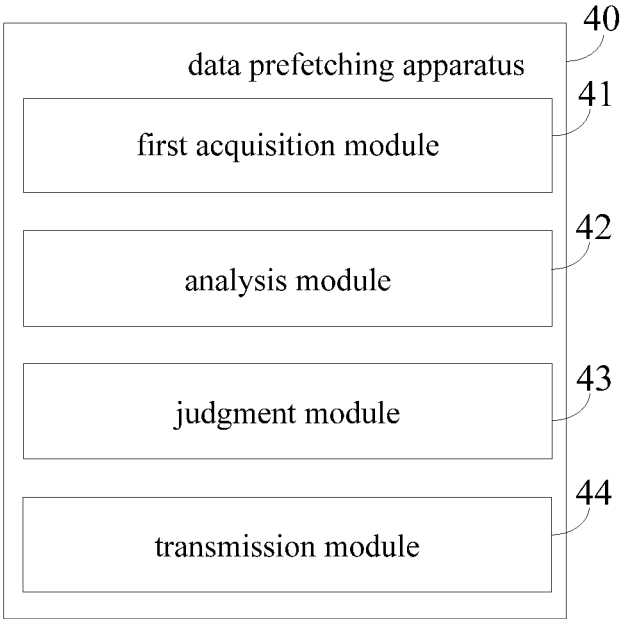 40
data prefetching apparatus
41
first acquisition module
42
analysis module
43
judgment module
44
transmission module